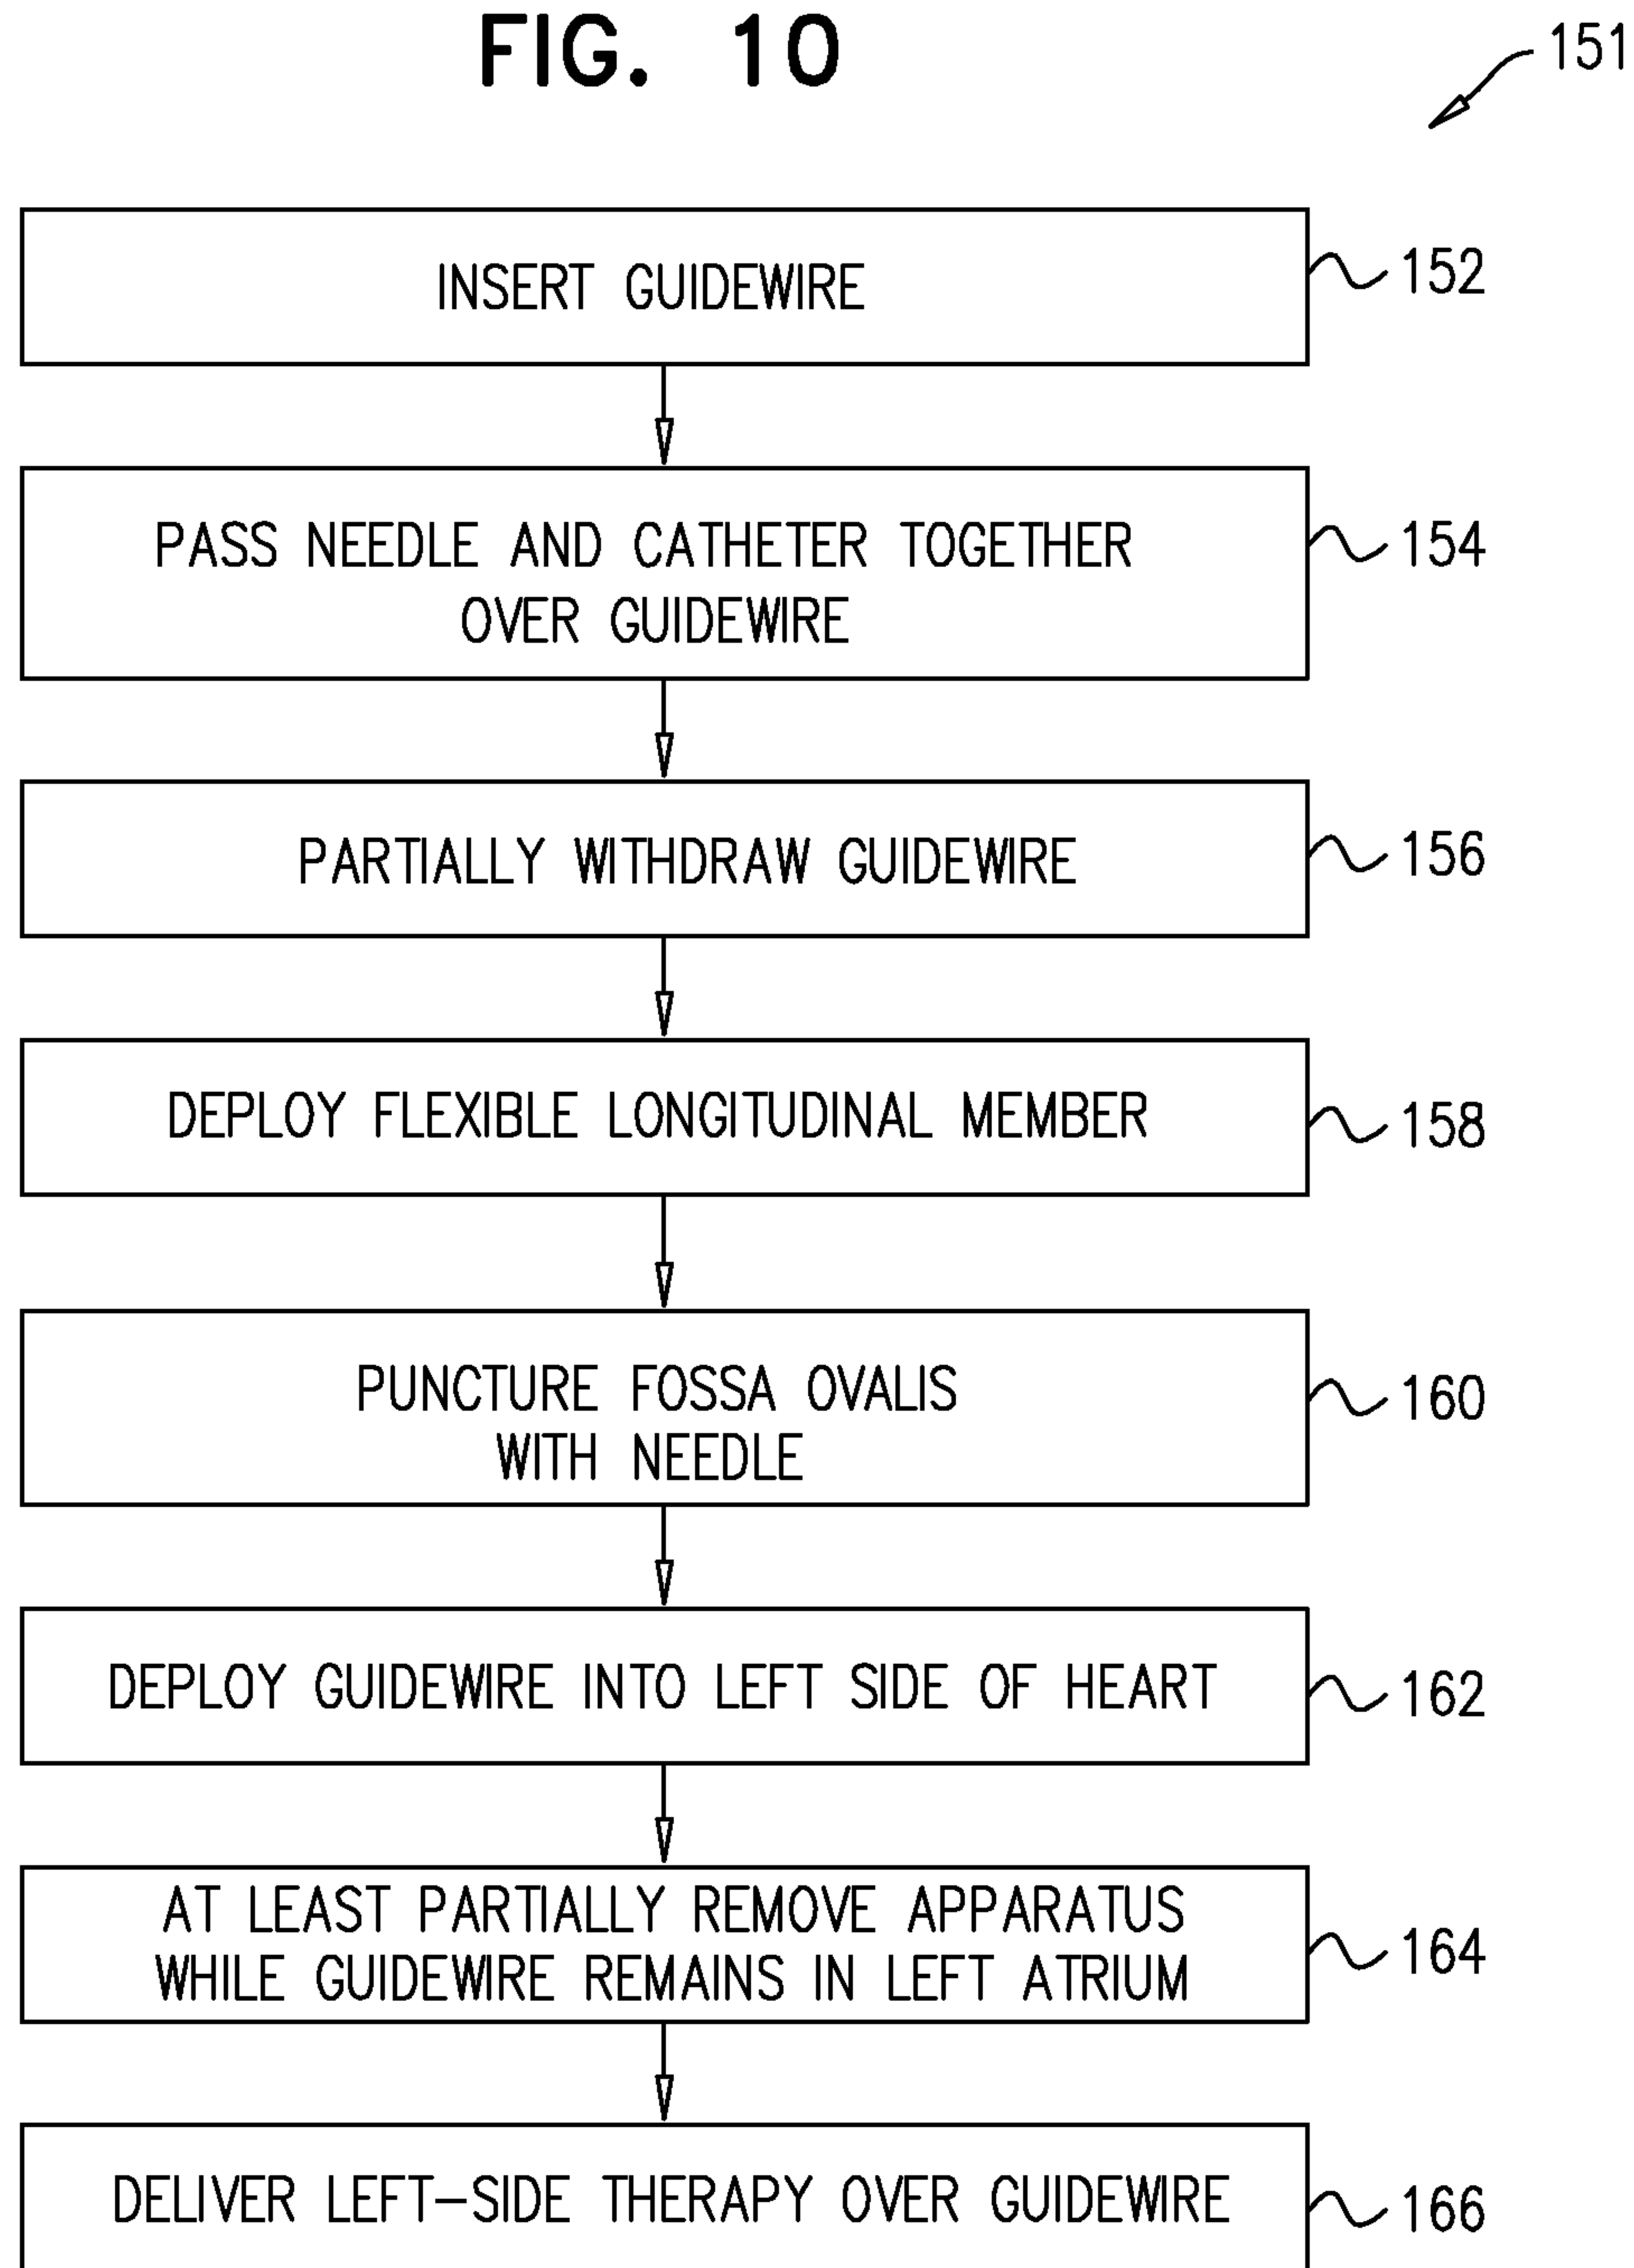 FIG. 10
151
INSERT GUIDEWIRE
152
PASS NEEDLE AND CATHETER TOGETHER
OVER GUIDEWIRE
154
PARTIALLY WITHDRAW GUIDEWIRE
156
DEPLOY FLEXIBLE LONGITUDINAL MEMBER
158
PUNCTURE FOSSA OVALIS
WITH NEEDLE
160
DEPLOY GUIDEWIRE INTO LEFT SIDE OF HEART
162
AT LEAST PARTIALLY REMOVE APPARATUS
WHILE GUIDEWIRE REMAINS IN LEFT ATRIUM
164
DELIVER LEFT-SIDE THERAPY OVER GUIDEWIRE
166